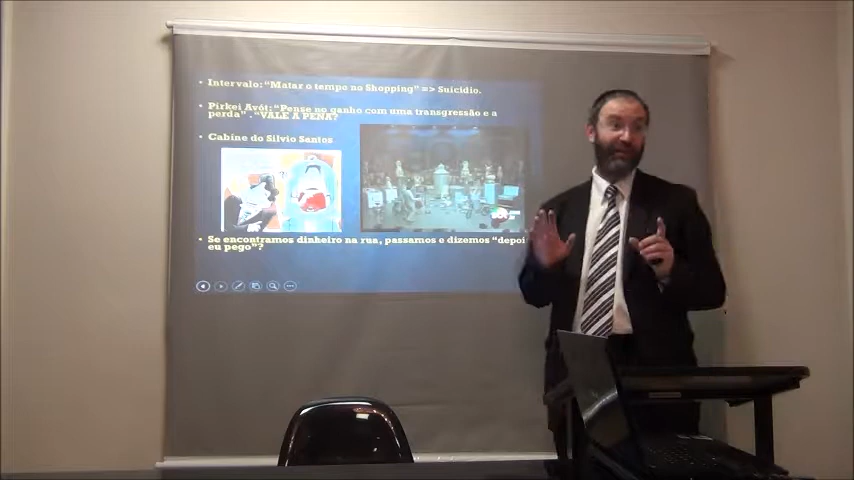 Intervalo: “Matar o tempo no Shopping” => Suicídio.
Pirkei Avót: “Pense no ganho com uma transgressão e a
perda”. “VALE A PENA?
Cabine do Silvio Santos
Se encontramos dinheiro na rua, passamos e dizemos “depoi
eu pego”?